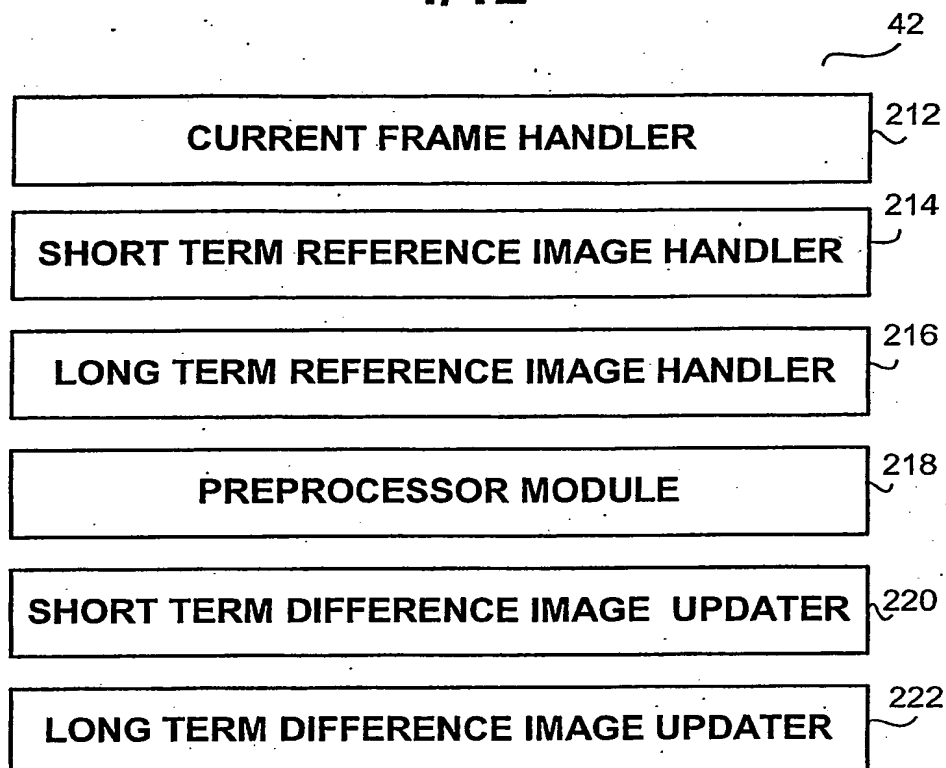 42
CURRENT FRAME HANDLER 212
SHORT TERM REFERENCE IMAGE HANDLER 214
LONG TERM REFERENCE IMAGE HANDLER 216
PREPROCESSOR MODULE 218
SHORT TERM DIFFERENCE IMAGE UPDATER 220
LONG TERM DIFFERENCE IMAGE UPDATER 222